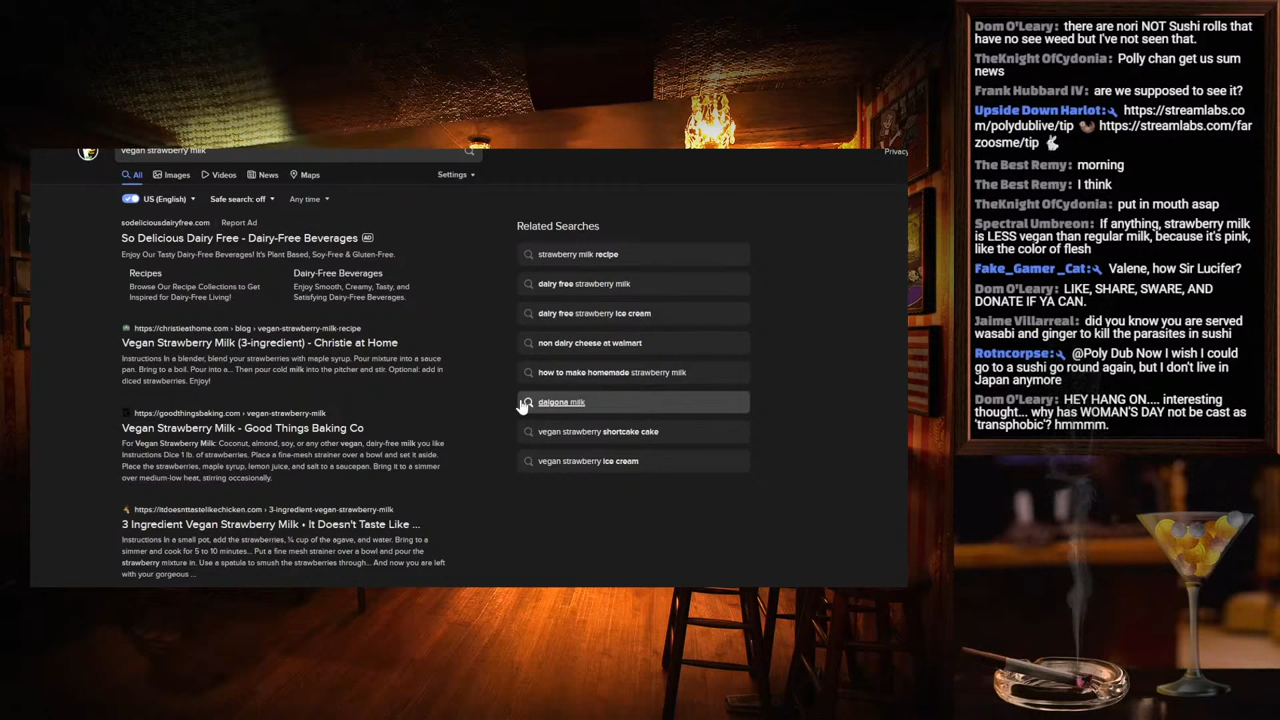 vegan strawberry milk
Privacy
All Images Videos News Maps Settings
US (English) Safe search: off Any time
sodeliciousdairyfree.com Report Ad
So Delicious Dairy Free - Dairy-Free Beverages AD
Enjoy Our Tasty Dairy-Free Beverages! It's Plant Based, Soy-Free & Gluten-Free.
Recipes
Browse Our Recipe Collections to Get
Inspired for Dairy-Free Living!
Dairy-Free Beverages
Enjoy Smooth, Creamy, Tasty, and
Satisfying Dairy-Free Beverages.
https://christieathome.com › blog › vegan-strawberry-milk-recipe
Vegan Strawberry Milk (3-ingredient) - Christie at Home
Instructions In a blender, blend your strawberries with maple syrup. Pour mixture into a sauce
pan. Bring to a boil. Pour into a... Then pour cold milk into the pitcher and stir. Optional: add in
diced strawberries. Enjoy!
https://goodthingsbaking.com › vegan-strawberry-milk
Vegan Strawberry Milk - Good Things Baking Co
For Vegan Strawberry Milk: Coconut, almond, soy, or any other vegan, dairy-free milk you like
Instructions Dice 1 lb. of strawberries. Place a fine-mesh strainer over a bowl and set it aside.
Place the strawberries, maple syrup, lemon juice, and salt to a saucepan. Bring it to a simmer
over medium-low heat, stirring occasionally.
https://itdoesnttastelikechicken.com › 3-ingredient-vegan-strawberry-milk
3 Ingredient Vegan Strawberry Milk • It Doesn't Taste Like ...
Instructions In a small pot, add the strawberries, ¼ cup of the agave, and water. Bring to a
simmer and cook for 5 to 10 minutes... Put a fine mesh strainer over a bowl and pour the
strawberry mixture in. Use a spatula to smush the strawberries through... And now you are left
with your gorgeous ...
Related Searches
strawberry milk recipe
dairy free strawberry milk
dairy free strawberry ice cream
non dairy cheese at walmart
how to make homemade strawberry milk
dalgona milk
vegan strawberry shortcake cake
vegan strawberry ice cream
Dom O'Leary: there are nori NOT Sushi rolls that
have no see weed but I've not seen that.
TheKnight OfCydonia: Polly chan get us sum
news
Frank Hubbard IV: are we supposed to see it?
Upside Down Harlot: https://streamlabs.co
m/polydublive/tip https://streamlabs.com/far
zoosme/tip
The Best Remy: morning
The Best Remy: I think
TheKnight OfCydonia: put in mouth asap
Spectral Umbreon: If anything, strawberry milk
is LESS vegan than regular milk, because it's pink,
like the color of flesh
Fake_Gamer_Cat: Valene, how Sir Lucifer?
Dom O'Leary: LIKE, SHARE, SWARE, AND
DONATE IF YA CAN.
Jaime Villarreal: did you know you are served
wasabi and ginger to kill the parasites in sushi
Rotncorpse: @Poly Dub Now I wish I could
go to a sushi go round again, but I don't live in
Japan anymore
Dom O'Leary: HEY HANG ON.... interesting
thought... why has WOMAN'S DAY not be cast as
'transphobic'? hmmmm.